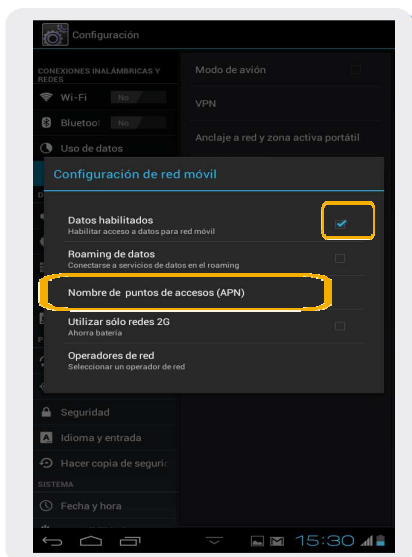 Configuración
CONEXIONES INALÁMBRICAS Y
REDES
Wi-Fi No
Bluetoo No
Uso de datos
Modo de avión
VPN
Anclaje a red y zona activa portátil
Configuración de red móvil
Datos habilitados
Habilitar acceso a datos para red móvil
Roaming de datos
Conectarse a servicios de datos en el roaming
Nombre de puntos de accesos (APN)
Utilizar sólo redes 2G
Ahorra batería
Operadores de red
Seleccionar un operador de red
Seguridad
A Idioma y entrada
Hacer copia de seguric
SISTEMA
Fecha y hora
15:30